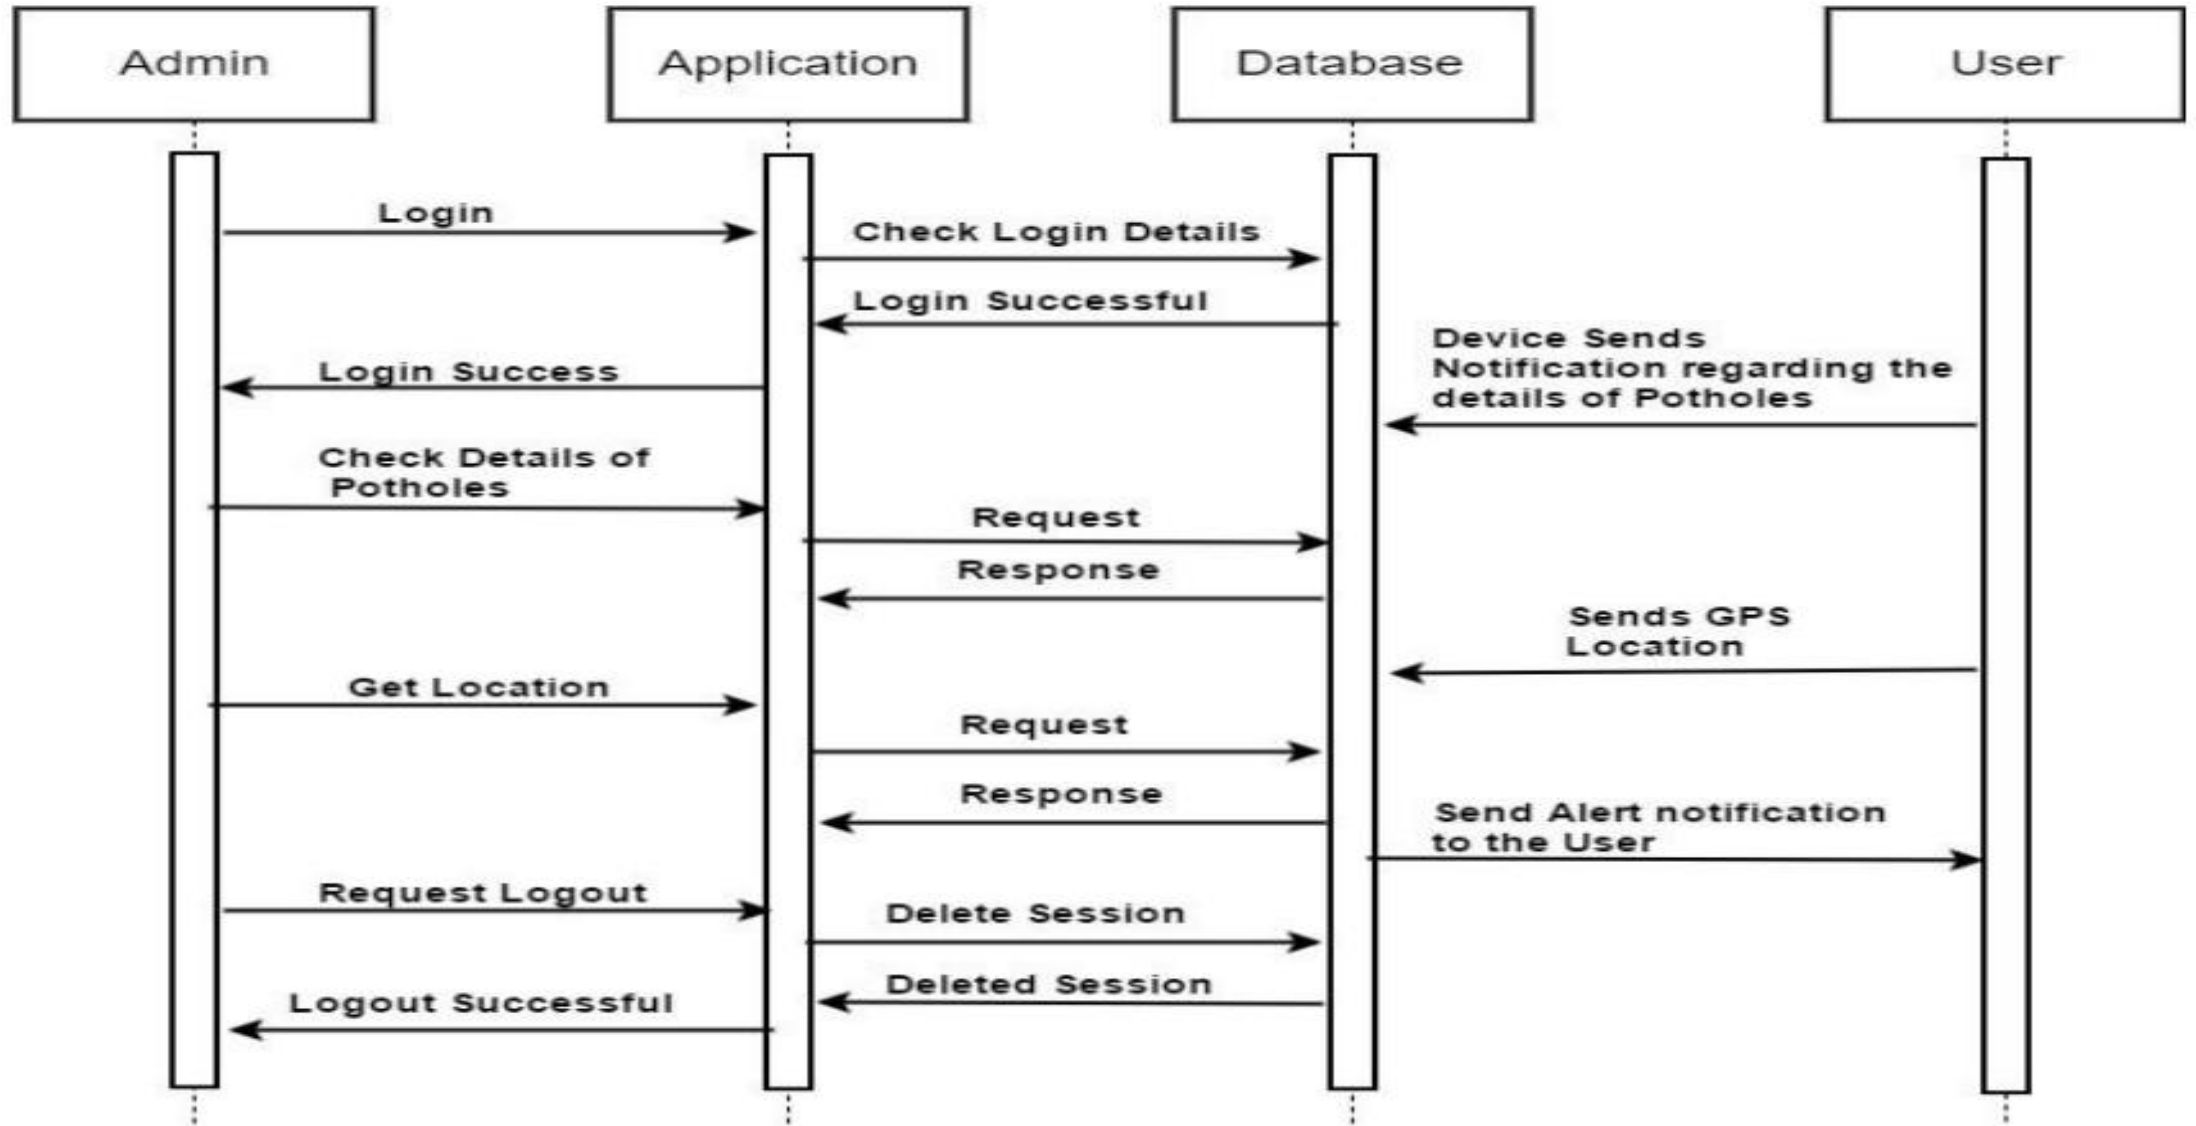 Admin
Application
Database
User
Login
Check Login Details
Login Successful
Device Sends
Notification regarding the
details of Potholes
Login Success
Check Details of
Potholes
Request
Response
Sends GPS
Location
Get Location
Request
Response
Send Alert notification
to the User
Request Logout
Delete Session
Deleted Session
Logout Successful